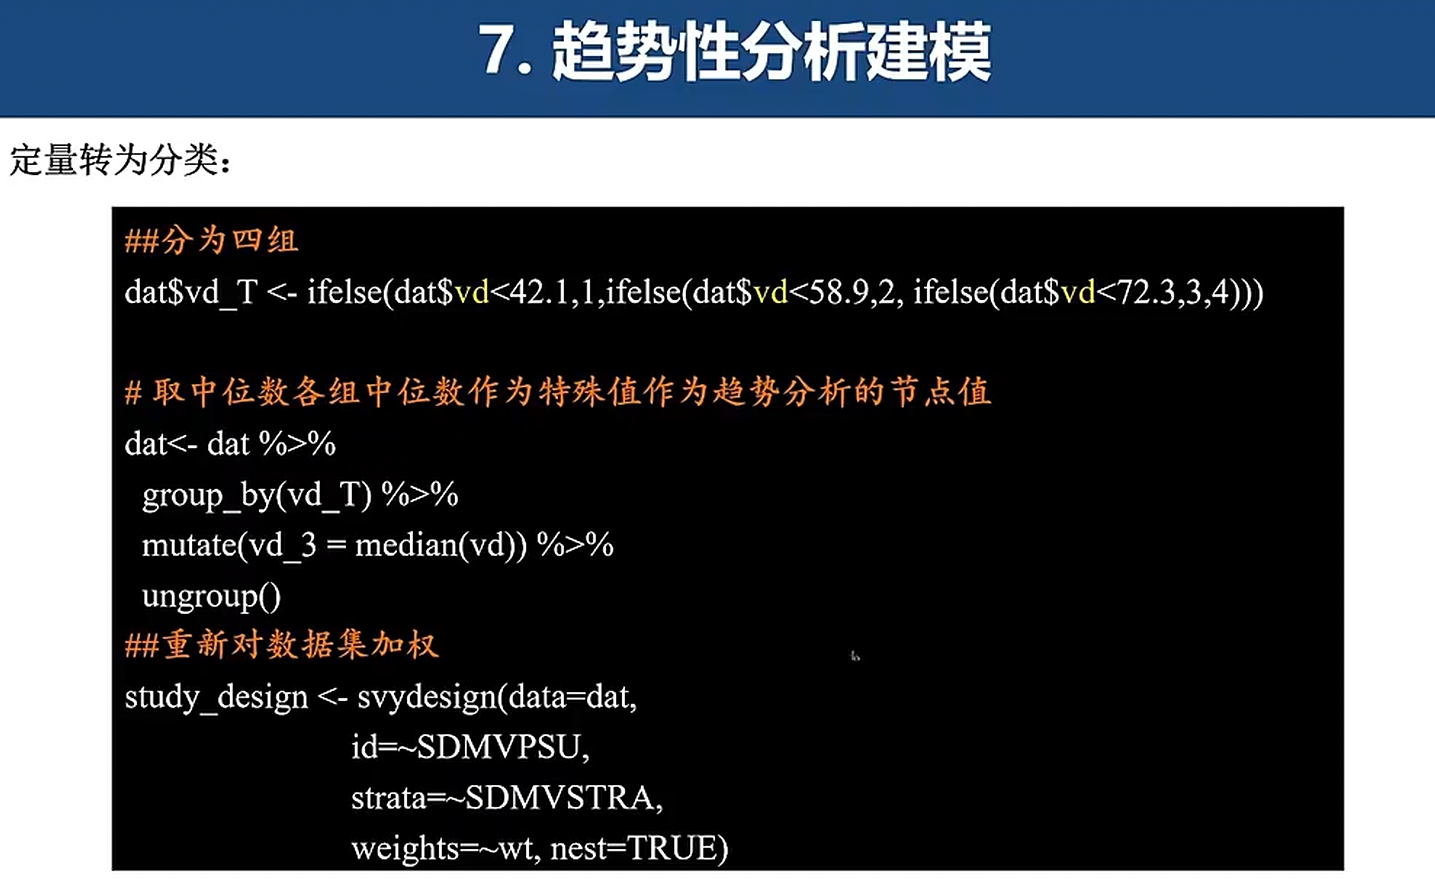 7. 趋势性分析建模
定量转为分类：
##分为四组
dat$vd_T <- ifelse(dat$vd<42.1,1,ifelse(dat$vd<58.9,2, ifelse(dat$vd<72.3,3,4)))
# 取中位数各组中位数作为特殊值作为趋势分析的节点值
dat<- dat %>%
group_by(vd_T) %>%
mutate(vd_3 = median(vd)) %>%
ungroup()
##重新对数据集加权
study_design <- svydesign(data=dat,
id=~SDMVPSU,
strata=~SDMVSTRA,
weights=~wt, nest=TRUE)